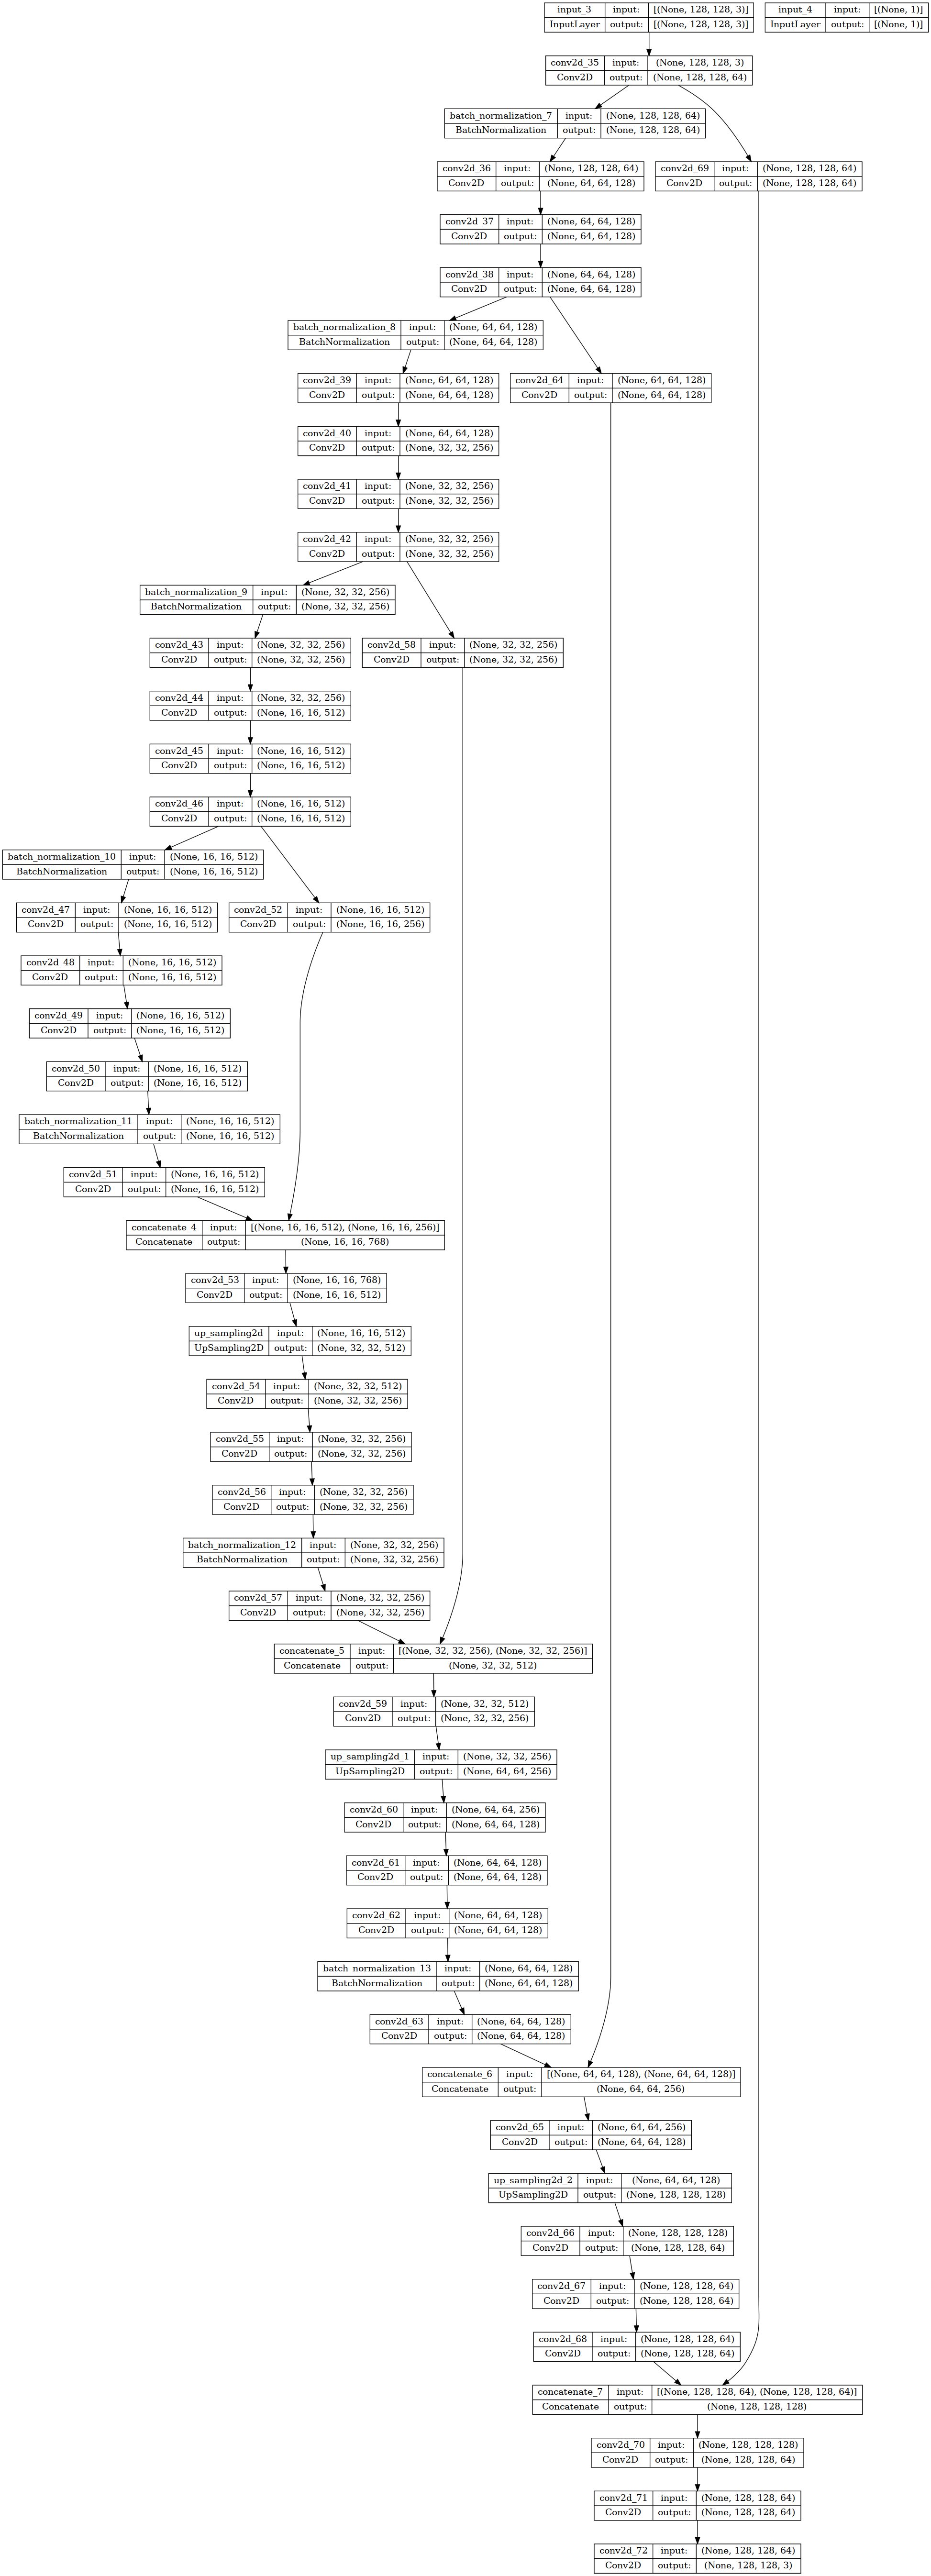 input_3 input: [(None, 128, 128, 3)]
InputLayer output: [(None, 128, 128, 3)]
input_4 input: [(None, 1)]
InputLayer output: [(None, 1)]
conv2d_35 input: (None, 128, 128, 3)
Conv2D output: (None, 128, 128, 64)
batch_normalization_7 input: (None, 128, 128, 64)
BatchNormalization output: (None, 128, 128, 64)
conv2d_36 input: (None, 128, 128, 64)
Conv2D output: (None, 64, 64, 128)
conv2d_69 input: (None, 128, 128, 64)
Conv2D output: (None, 128, 128, 64)
conv2d_37 input: (None, 64, 64, 128)
Conv2D output: (None, 64, 64, 128)
conv2d_38 input: (None, 64, 64, 128)
Conv2D output: (None, 64, 64, 128)
batch_normalization_8 input: (None, 64, 64, 128)
BatchNormalization output: (None, 64, 64, 128)
conv2d_39 input: (None, 64, 64, 128)
Conv2D output: (None, 64, 64, 128)
conv2d_64 input: (None, 64, 64, 128)
Conv2D output: (None, 64, 64, 128)
conv2d_40 input: (None, 64, 64, 128)
Conv2D output: (None, 32, 32, 256)
conv2d_41 input: (None, 32, 32, 256)
Conv2D output: (None, 32, 32, 256)
conv2d_42 input: (None, 32, 32, 256)
Conv2D output: (None, 32, 32, 256)
batch_normalization_9 input: (None, 32, 32, 256)
BatchNormalization output: (None, 32, 32, 256)
conv2d_43 input: (None, 32, 32, 256)
Conv2D output: (None, 32, 32, 256)
conv2d_58 input: (None, 32, 32, 256)
Conv2D output: (None, 32, 32, 256)
conv2d_44 input: (None, 32, 32, 256)
Conv2D output: (None, 16, 16, 512)
conv2d_45 input: (None, 16, 16, 512)
Conv2D output: (None, 16, 16, 512)
conv2d_46 input: (None, 16, 16, 512)
Conv2D output: (None, 16, 16, 512)
batch_normalization_10 input: (None, 16, 16, 512)
BatchNormalization output: (None, 16, 16, 512)
conv2d_47 input: (None, 16, 16, 512)
Conv2D output: (None, 16, 16, 512)
conv2d_52 input: (None, 16, 16, 512)
Conv2D output: (None, 16, 16, 256)
conv2d_48 input: (None, 16, 16, 512)
Conv2D output: (None, 16, 16, 512)
conv2d_49 input: (None, 16, 16, 512)
Conv2D output: (None, 16, 16, 512)
conv2d_50 input: (None, 16, 16, 512)
Conv2D output: (None, 16, 16, 512)
batch_normalization_11 input: (None, 16, 16, 512)
BatchNormalization output: (None, 16, 16, 512)
conv2d_51 input: (None, 16, 16, 512)
Conv2D output: (None, 16, 16, 512)
concatenate_4 input: [(None, 16, 16, 512), (None, 16, 16, 256)]
Concatenate output: (None, 16, 16, 768)
conv2d_53 input: (None, 16, 16, 768)
Conv2D output: (None, 16, 16, 512)
up_sampling2d input: (None, 16, 16, 512)
UpSampling2D output: (None, 32, 32, 512)
conv2d_54 input: (None, 32, 32, 512)
Conv2D output: (None, 32, 32, 256)
conv2d_55 input: (None, 32, 32, 256)
Conv2D output: (None, 32, 32, 256)
conv2d_56 input: (None, 32, 32, 256)
Conv2D output: (None, 32, 32, 256)
batch_normalization_12 input: (None, 32, 32, 256)
BatchNormalization output: (None, 32, 32, 256)
conv2d_57 input: (None, 32, 32, 256)
Conv2D output: (None, 32, 32, 256)
concatenate_5 input: [(None, 32, 32, 256), (None, 32, 32, 256)]
Concatenate output: (None, 32, 32, 512)
conv2d_59 input: (None, 32, 32, 512)
Conv2D output: (None, 32, 32, 256)
up_sampling2d_1 input: (None, 32, 32, 256)
UpSampling2D output: (None, 64, 64, 256)
conv2d_60 input: (None, 64, 64, 256)
Conv2D output: (None, 64, 64, 128)
conv2d_61 input: (None, 64, 64, 128)
Conv2D output: (None, 64, 64, 128)
conv2d_62 input: (None, 64, 64, 128)
Conv2D output: (None, 64, 64, 128)
batch_normalization_13 input: (None, 64, 64, 128)
BatchNormalization output: (None, 64, 64, 128)
conv2d_63 input: (None, 64, 64, 128)
Conv2D output: (None, 64, 64, 128)
concatenate_6 input: [(None, 64, 64, 128), (None, 64, 64, 128)]
Concatenate output: (None, 64, 64, 256)
conv2d_65 input: (None, 64, 64, 256)
Conv2D output: (None, 64, 64, 128)
up_sampling2d_2 input: (None, 64, 64, 128)
UpSampling2D output: (None, 128, 128, 128)
conv2d_66 input: (None, 128, 128, 128)
Conv2D output: (None, 128, 128, 64)
conv2d_67 input: (None, 128, 128, 64)
Conv2D output: (None, 128, 128, 64)
conv2d_68 input: (None, 128, 128, 64)
Conv2D output: (None, 128, 128, 64)
concatenate_7 input: [(None, 128, 128, 64), (None, 128, 128, 64)]
Concatenate output: (None, 128, 128, 128)
conv2d_70 input: (None, 128, 128, 128)
Conv2D output: (None, 128, 128, 64)
conv2d_71 input: (None, 128, 128, 64)
Conv2D output: (None, 128, 128, 64)
conv2d_72 input: (None, 128, 128, 64)
Conv2D output: (None, 128, 128, 3)